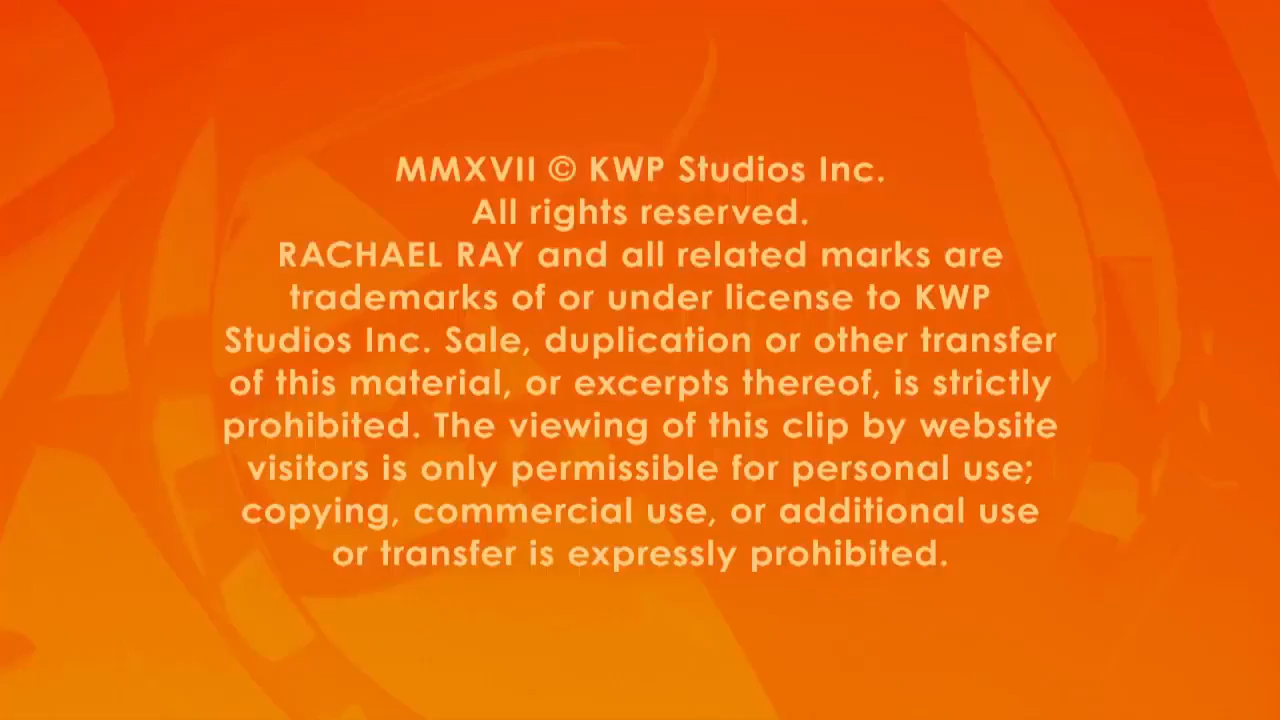 MMXVII © KWP Studios Inc.
All rights reserved.
RACHAEL RAY and all related marks are
trademarks of or under license to KWP
Studios Inc. Sale, duplication or other transfer
of this material, or excerpts thereof, is strictly
prohibited. The viewing of this clip by website
visitors is only permissible for personal use;
copying, commercial use, or additional use
or transfer is expressly prohibited.